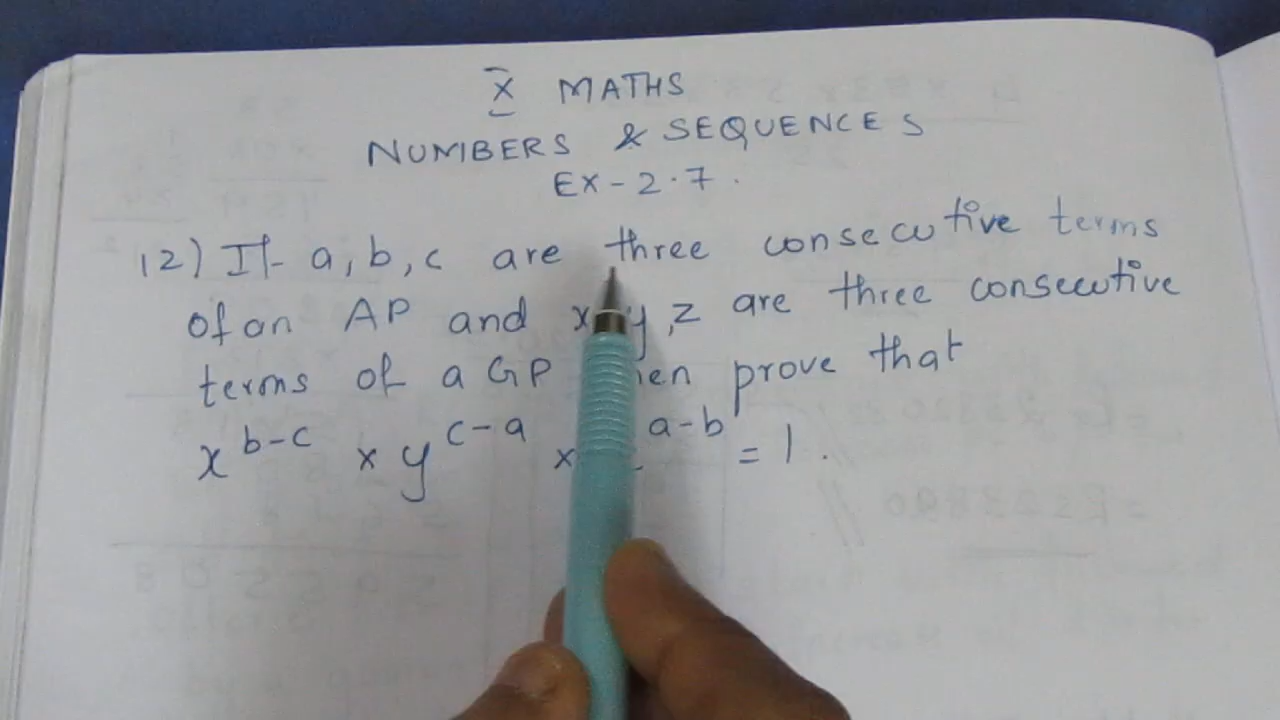 X MATHS
NUMBERS & SEQUENCES
EX-2.7.
12) If a, b, c are three consecutive terms
of an AP and x, y, z are three consecutive
terms of a GP prove that
x^{b-c} × y^{c-a} × ^{a-b} = 1.